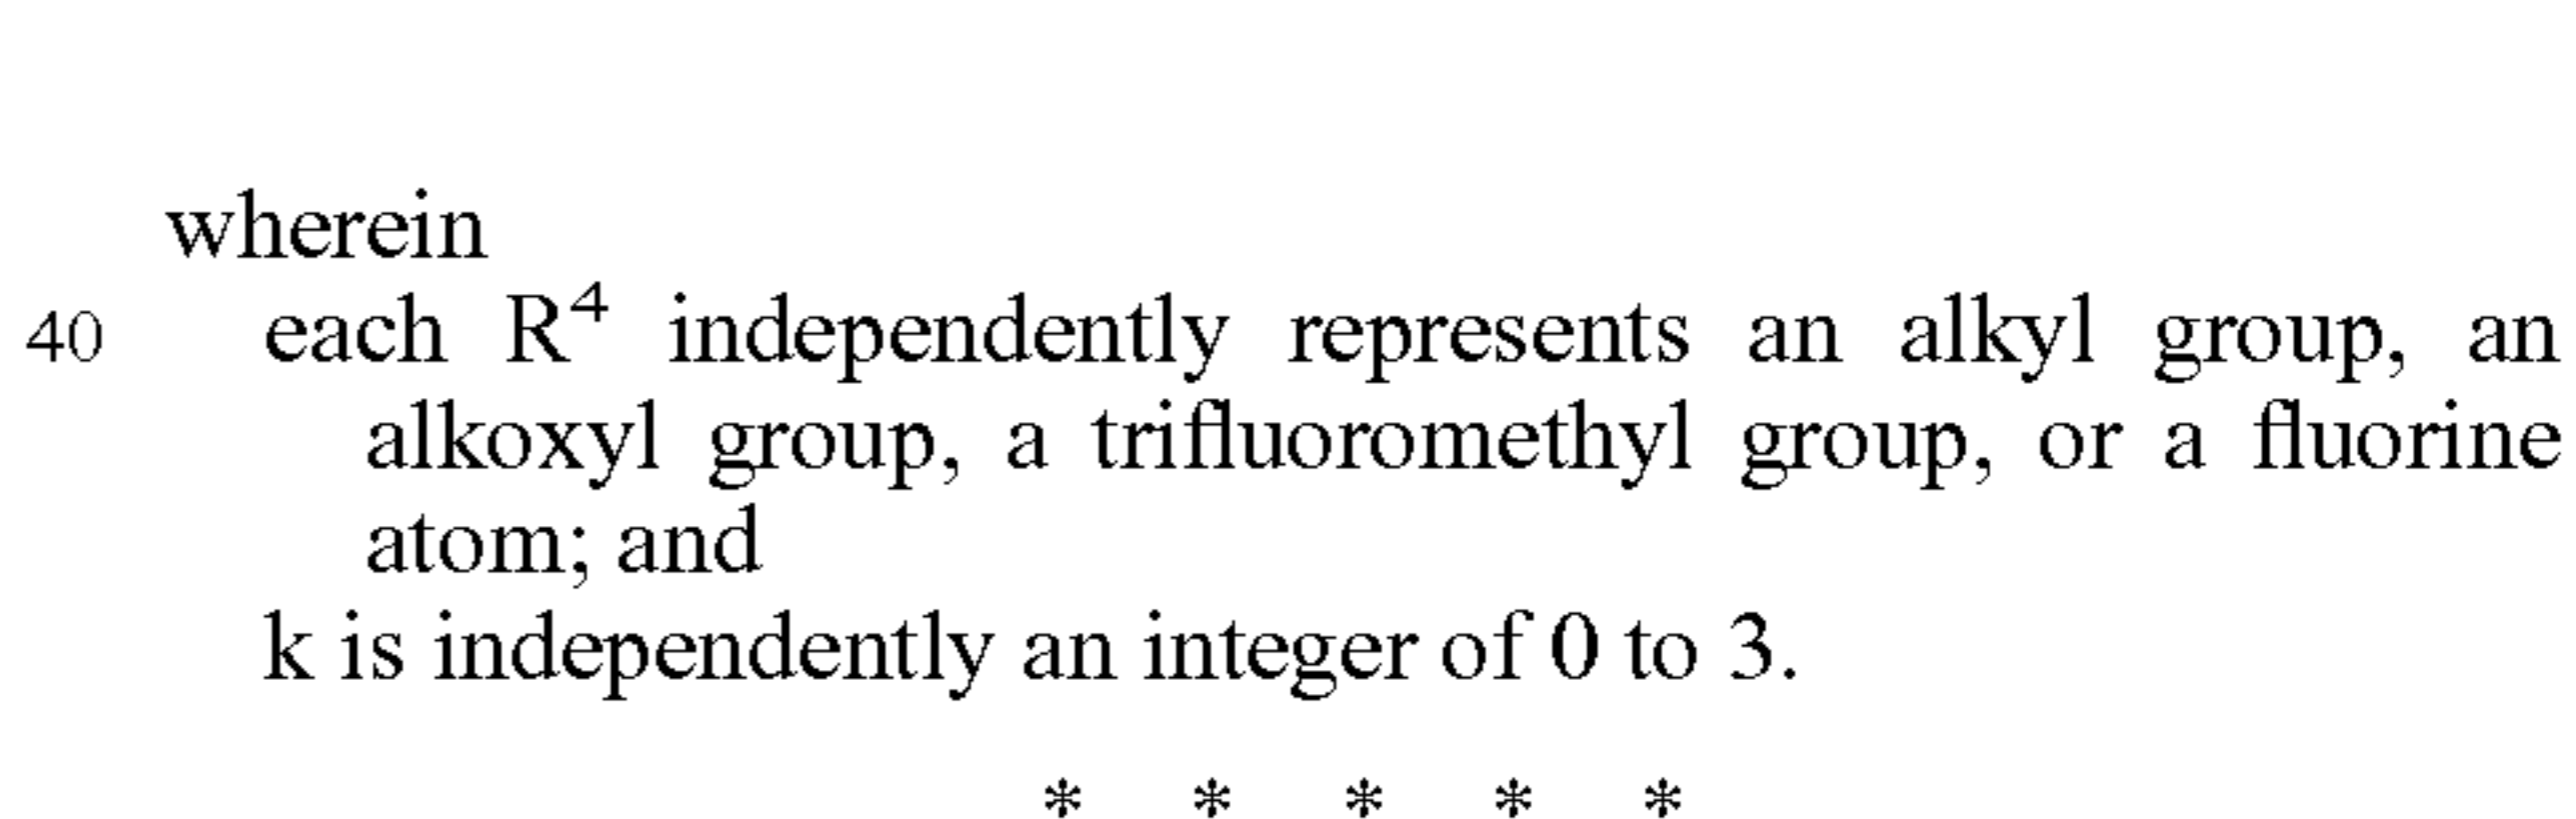 wherein
40 each R⁴ independently represents an alkyl group, an
alkoxyl group, a trifluoromethyl group, or a fluorine
atom; and
k is independently an integer of 0 to 3.
* * * * *